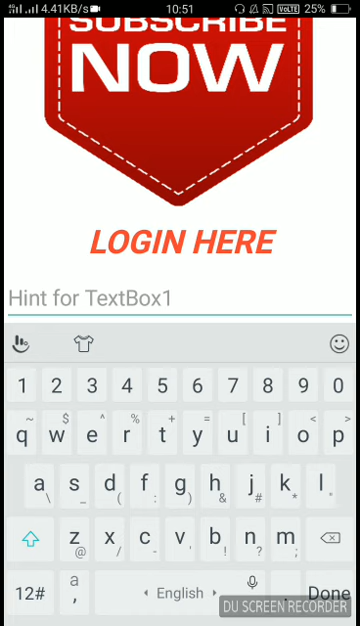 4G 4.41KB/s 10:51 VoLTE 25%
SUBSCRIBE
NOW
LOGIN HERE
Hint for TextBox1
1 2 3 4 5 6 7 8 9 0
~ $ ^ % + = [ ] < >
q w e r t y u i o p
a s d f g h j k l
\ _ ( : ) & # * "
z x c v b n m
@ / - ' ! ? ;
12# a , English . Done
DU SCREEN RECORDER